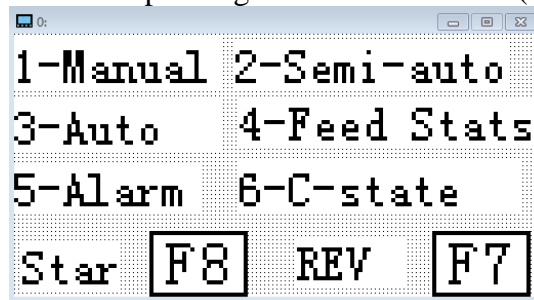 0:
1-Manual 2-Semi-auto
3-Auto 4-Feed Stats
5-Alarm 6-C-state
Star F8 REV F7